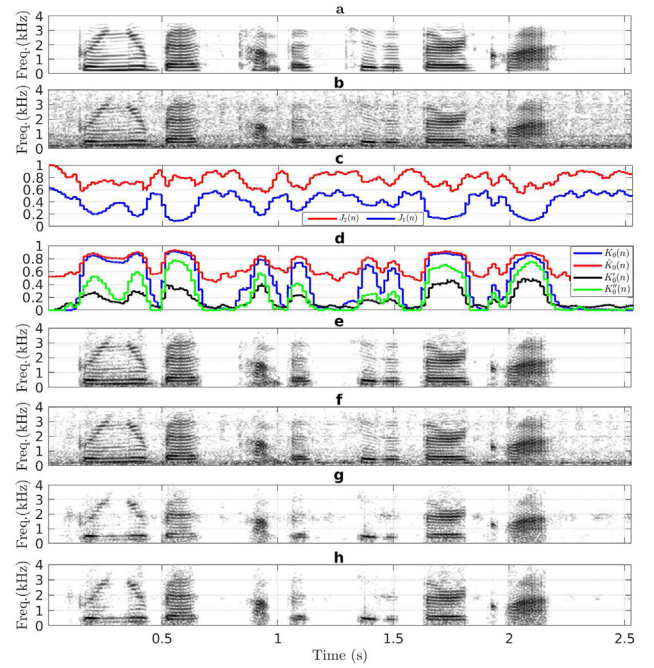 a
Freq.(kHz)
4
3
2
1
0
b
Freq.(kHz)
4
3
2
1
0
c
1
0.8
0.6
0.4
0.2
0
J₂(n) J₁(n)
d
1
0.8
0.6
0.4
0.2
0
K₀(n)
K̂₀(n)
K₀′(n)
K₀″(n)
e
Freq.(kHz)
4
3
2
1
0
f
Freq.(kHz)
4
3
2
1
0
g
Freq.(kHz)
4
3
2
1
0
h
Freq.(kHz)
4
3
2
1
0
0.5 1 1.5 2 2.5
Time (s)